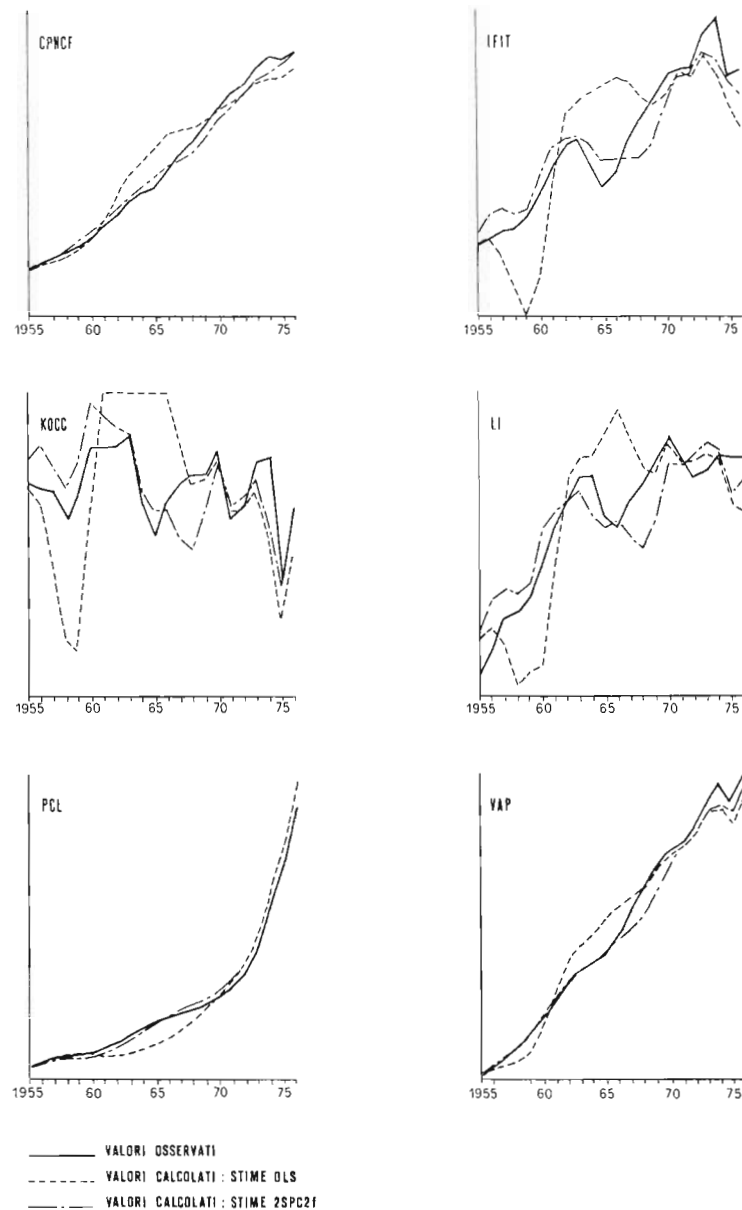 CPNCF
IFIT
1955 60 65 70 75
1955 60 65 70 75
KOCC
LI
1955 60 65 70 75
1955 60 65 70 75
PCL
VAP
1955 60 65 70 75
1955 60 65 70 75
VALORI OSSERVATI
VALORI CALCOLATI : STIME OLS
VALORI CALCOLATI : STIME 2SPC2f